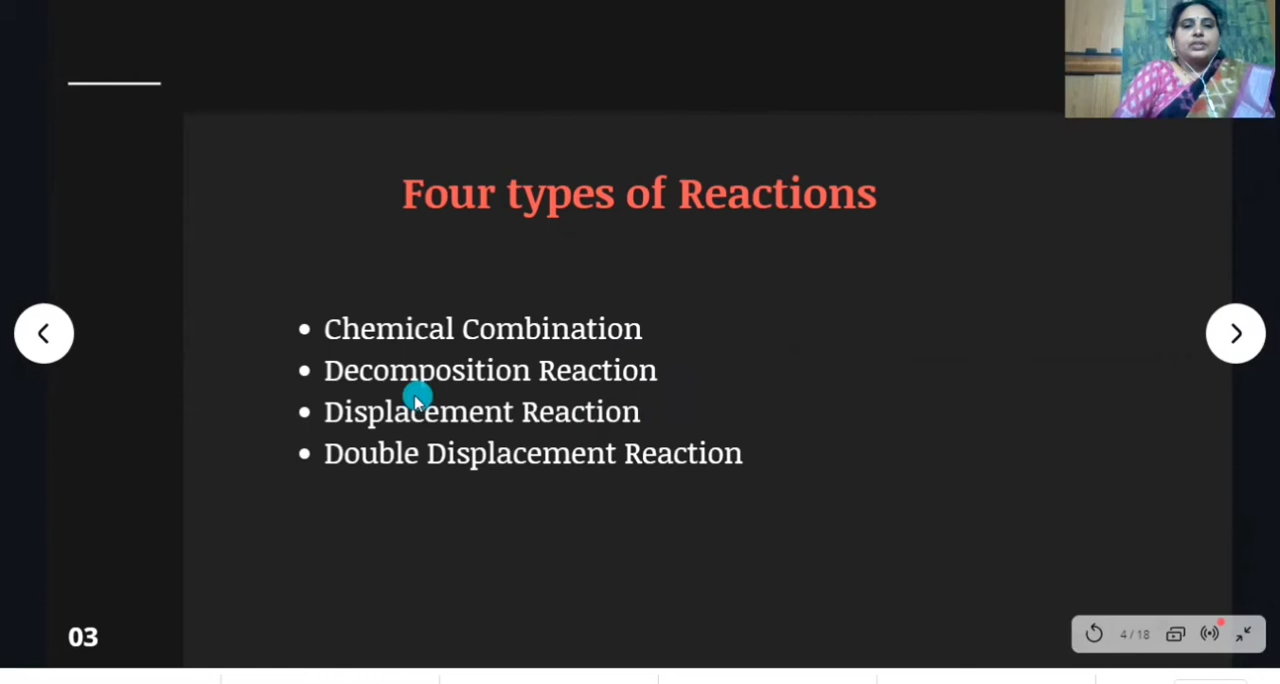 Four types of Reactions
• Chemical Combination
• Decomposition Reaction
• Displacement Reaction
• Double Displacement Reaction
03
4 / 18